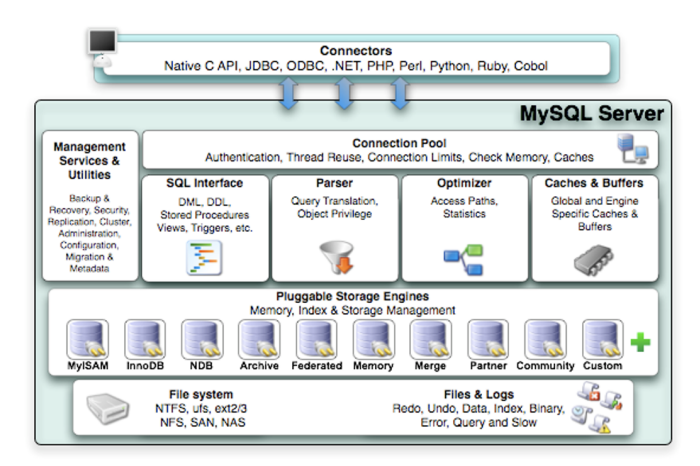 Connectors
Native C API, JDBC, ODBC, .NET, PHP, Perl, Python, Ruby, Cobol
MySQL Server
Management
Services &
Utilities
Backup &
Recovery, Security,
Replication, Cluster,
Administration,
Configuration,
Migration &
Metadata
Connection Pool
Authentication, Thread Reuse, Connection Limits, Check Memory, Caches
SQL Interface
DML, DDL,
Stored Procedures
Views, Triggers, etc.
Parser
Query Translation,
Object Privilege
Optimizer
Access Paths,
Statistics
Caches & Buffers
Global and Engine
Specific Caches &
Buffers
Pluggable Storage Engines
Memory, Index & Storage Management
MyISAM
InnoDB
NDB
Archive
Federated
Memory
Merge
Partner
Community
Custom
File system
NTFS, ufs, ext2/3
NFS, SAN, NAS
Files & Logs
Redo, Undo, Data, Index, Binary,
Error, Query and Slow